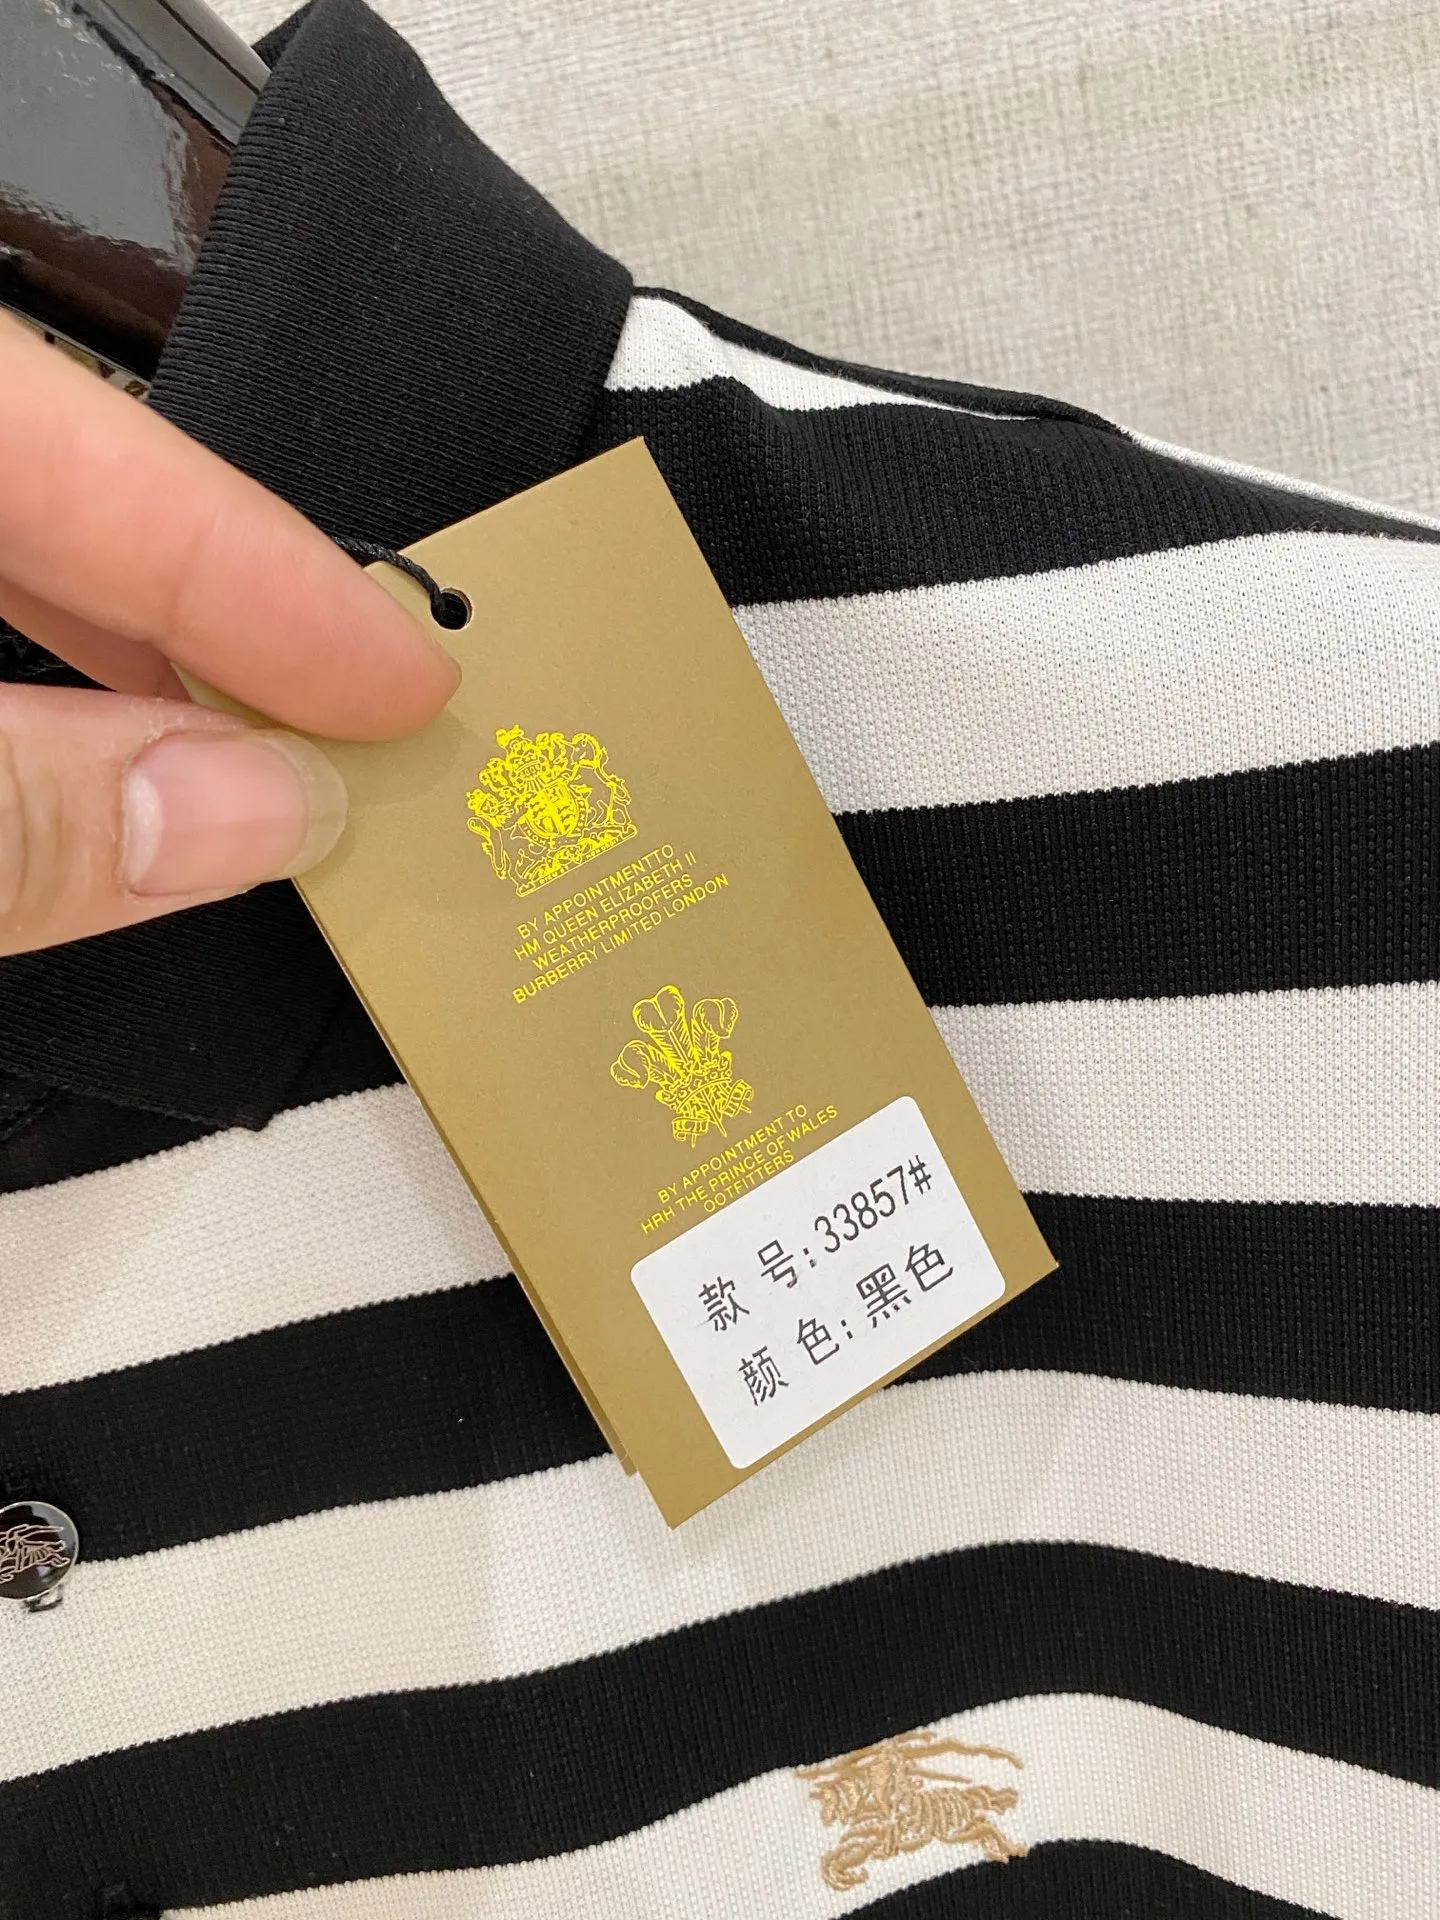 BY APPOINTMENTTO
HM QUEEN ELIZABETH II
WEATHERPROOFERS
BURBERRY LIMITED LONDON
BY APPOINTMENT TO
HRH THE PRINCE OF WALES
OOTFITTERS
款 号:33857#
颜 色:黑色